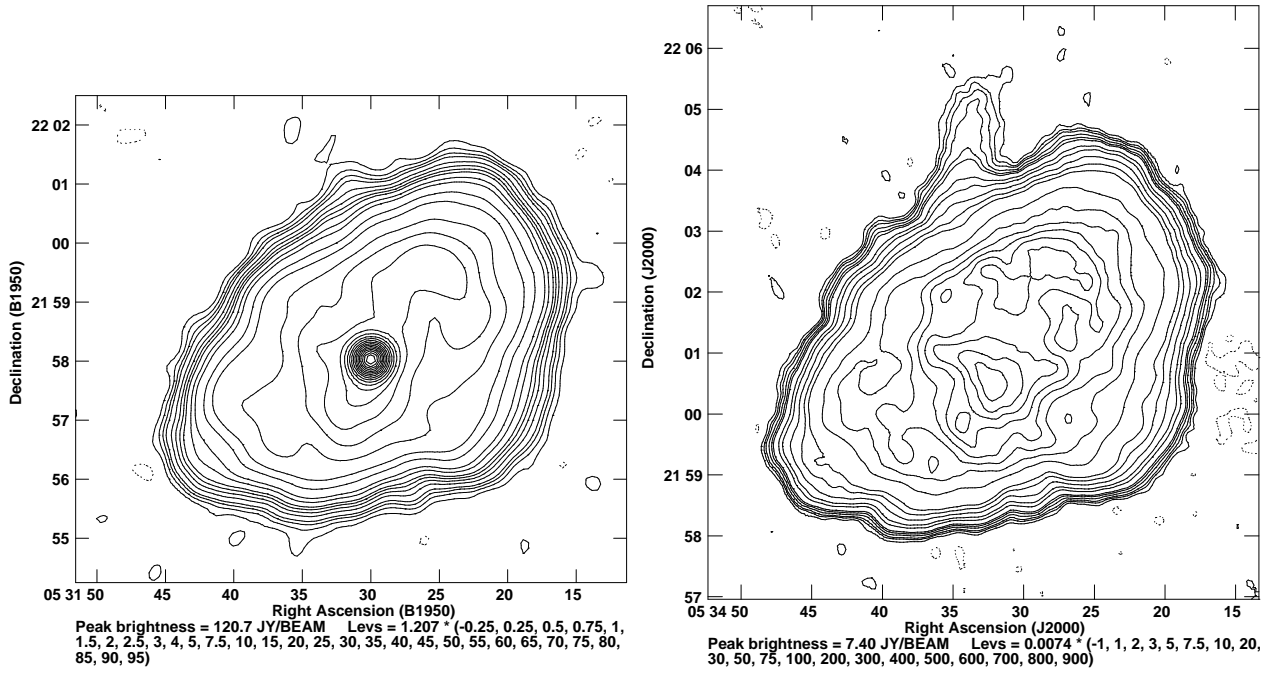 22 02
01
00
21 59
58
57
56
55
Declination (B1950)
05 31 50 45 40 35 30 25 20 15
Right Ascension (B1950)
Peak brightness = 120.7 JY/BEAM Levs = 1.207 * (-0.25, 0.25, 0.5, 0.75, 1,
1.5, 2, 2.5, 3, 4, 5, 7.5, 10, 15, 20, 25, 30, 35, 40, 45, 50, 55, 60, 65, 70, 75, 80,
85, 90, 95)
22 06
05
04
03
02
01
00
21 59
58
57
Declination (J2000)
05 34 50 45 40 35 30 25 20 15
Right Ascension (J2000)
Peak brightness = 7.40 JY/BEAM Levs = 0.0074 * (-1, 1, 2, 3, 5, 7.5, 10, 20,
30, 50, 75, 100, 200, 300, 400, 500, 600, 700, 800, 900)